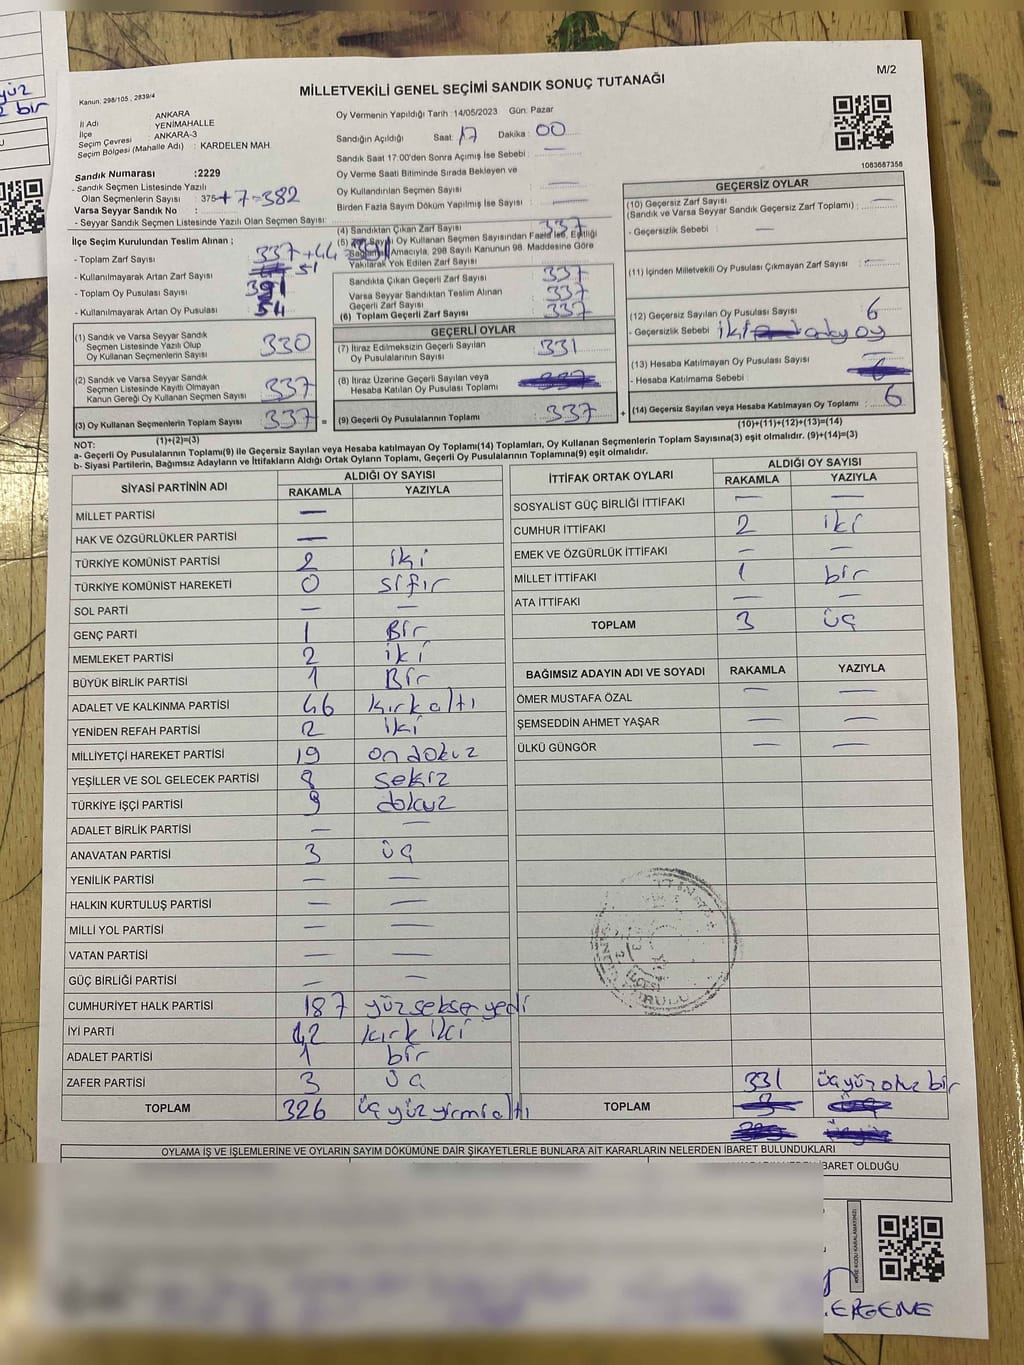 MİLLETVEKİLİ GENEL SEÇİMİ SANDIK SONUÇ TUTANAĞI
M/2
Kanun: 298/105 , 2839/4
İl Adı ANKARA
İlçe YENİMAHALLE
Seçim Çevresi : ANKARA-3
Seçim Bölgesi (Mahalle Adı) : KARDELEN MAH
Oy Vermenin Yapıldığı Tarih : 14/05/2023 Gün: Pazar
Sandığın Açıldığı Saat: 17 Dakika : 00
Sandık Saat 17:00'den Sonra Açımış İse Sebebi : —
Oy Verme Saati Bitiminde Sırada Bekleyen ve
Oy Kullandırılan Seçmen Sayısı —
Birden Fazla Sayım Döküm Yapılmış İse Sayısı : —
1083687358
Sandık Numarası :2229
- Sandık Seçmen Listesinde Yazılı
Olan Seçmenlerin Sayısı : 375 + 7 = 382
Varsa Seyyar Sandık No :
- Seyyar Sandık Seçmen Listesinde Yazılı Olan Seçmen Sayısı:
İlçe Seçim Kurulundan Teslim Alınan ;
- Toplam Zarf Sayısı : 337+44=391
- Kullanılmayarak Artan Zarf Sayısı : 51
- Toplam Oy Pusulası Sayısı : 391
- Kullanılmayarak Artan Oy Pusulası : 54
(1) Sandık ve Varsa Seyyar Sandık
Seçmen Listesinde Yazılı Olup
Oy Kullanan Seçmenlerin Sayısı 330
(2) Sandık ve Varsa Seyyar Sandık
Seçmen Listesinde Kayıtlı Olmayan
Kanun Gereği Oy Kullanan Seçmen Sayısı 337
(3) Oy Kullanan Seçmenlerin Toplam Sayısı 337
(1)+(2)=(3)
(4) Sandıktan Çıkan Zarf Sayısı 337
Oy Kullanan Seçmen Sayısından Fazla İse, Eşitliği
Amacıyla, 298 Sayılı Kanunun 98. Maddesine Göre
Yakılarak Yok Edilen Zarf Sayısı
Sandıkta Çıkan Geçerli Zarf Sayısı 337
Varsa Seyyar Sandıktan Teslim Alınan
Geçerli Zarf Sayısı 337
(6) Toplam Geçerli Zarf Sayısı 337
GEÇERLİ OYLAR
(7) İtiraz Edilmeksizin Geçerli Sayılan
Oy Pusulalarının Sayısı : 331
(8) İtiraz Üzerine Geçerli Sayılan veya
Hesaba Katılan Oy Pusulası Toplamı
= (9) Geçerli Oy Pusulalarının Toplamı 337 +
GEÇERSİZ OYLAR
(10) Geçersiz Zarf Sayısı —
(Sandık ve Varsa Seyyar Sandık Geçersiz Zarf Toplamı) :
- Geçersizlik Sebebi : —
(11) İçinden Milletvekili Oy Pusulası Çıkmayan Zarf Sayısı : —
(12) Geçersiz Sayılan Oy Pusulası Sayısı 6
- Geçersizlik Sebebi : iki oy
(13) Hesaba Katılmayan Oy Pusulası Sayısı
- Hesaba Katılmama Sebebi :
(14) Geçersiz Sayılan veya Hesaba Katılmayan Oy Toplamı : 6
(10)+(11)+(12)+(13)=(14)
NOT:
a- Geçerli Oy Pusulalarının Toplamı(9) ile Geçersiz Sayılan veya Hesaba katılmayan Oy Toplamı(14) Toplamları, Oy Kullanan Seçmenlerin Toplam Sayısına(3) eşit olmalıdır. (9)+(14)=(3)
b- Siyasi Partilerin, Bağımsız Adayların ve İttifakların Aldığı Ortak Oyların Toplamı, Geçerli Oy Pusulalarının Toplamına(9) eşit olmalıdır.
SİYASİ PARTİNİN ADI ALDIĞI OY SAYISI
RAKAMLA YAZIYLA
MİLLET PARTİSİ —
HAK VE ÖZGÜRLÜKLER PARTİSİ —
TÜRKİYE KOMÜNİST PARTİSİ 2 iki
TÜRKİYE KOMÜNİST HAREKETİ 0 sıfır
SOL PARTİ — —
GENÇ PARTİ 1 Bir
MEMLEKET PARTİSİ 2 iki
BÜYÜK BİRLİK PARTİSİ 1 Bir
ADALET VE KALKINMA PARTİSİ 46 kırkaltı
YENİDEN REFAH PARTİSİ 2 iki
MİLLİYETÇİ HAREKET PARTİSİ 19 on dokuz
YEŞİLLER VE SOL GELECEK PARTİSİ 8 sekiz
TÜRKİYE İŞÇİ PARTİSİ 9 dokuz
ADALET BİRLİK PARTİSİ — —
ANAVATAN PARTİSİ 3 üç
YENİLİK PARTİSİ — —
HALKIN KURTULUŞ PARTİSİ — —
MİLLİ YOL PARTİSİ — —
VATAN PARTİSİ — —
GÜÇ BİRLİĞİ PARTİSİ — —
CUMHURİYET HALK PARTİSİ 187 yüzseksenyedi
İYİ PARTİ 42 kırk iki
ADALET PARTİSİ 1 bir
ZAFER PARTİSİ 3 üç
TOPLAM 326 üçyüzyirmialtı
İTTİFAK ORTAK OYLARI ALDIĞI OY SAYISI
RAKAMLA YAZIYLA
SOSYALİST GÜÇ BİRLİĞİ İTTİFAKI — —
CUMHUR İTTİFAKI 2 iki
EMEK VE ÖZGÜRLÜK İTTİFAKI — —
MİLLET İTTİFAKI 1 bir
ATA İTTİFAKI — —
TOPLAM 3 üç
BAĞIMSIZ ADAYIN ADI VE SOYADI RAKAMLA YAZIYLA
ÖMER MUSTAFA ÖZAL — —
ŞEMSEDDİN AHMET YAŞAR — —
ÜLKÜ GÜNGÖR — —
331 üçyüzotuzbir
TOPLAM
OYLAMA İŞ VE İŞLEMLERİNE VE OYLARIN SAYIM DÖKÜMÜNE DAİR ŞİKAYETLERLE BUNLARA AİT KARARLARIN NELERDEN İBARET BULUNDUKLARI
İBARET OLDUĞU
ERGENE